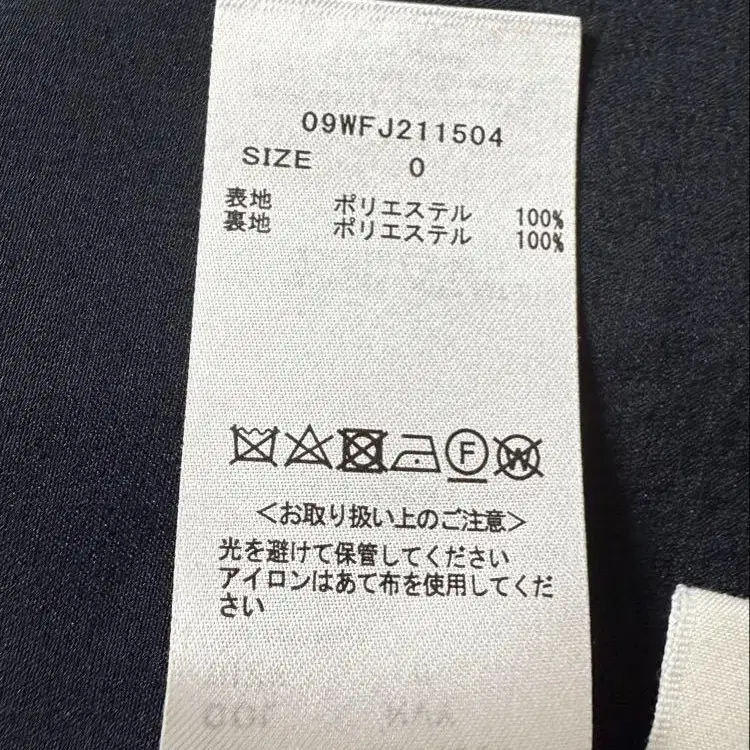 09WFJ211504
SIZE 0
表地 ポリエステル 100%
裏地 ポリエステル 100%
F W
<お取り扱い上のご注意>
光を避けて保管してください
アイロンはあて布を使用してくだ
さい